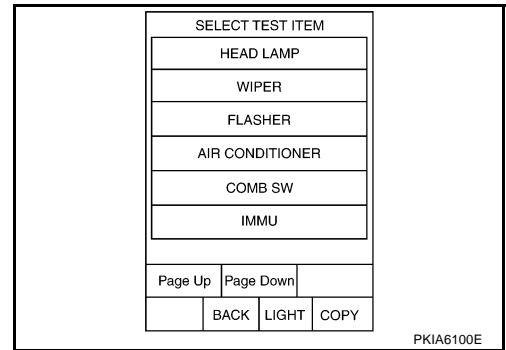 SELECT TEST ITEM
HEAD LAMP
WIPER
FLASHER
AIR CONDITIONER
COMB SW
IMMU
Page Up Page Down
BACK LIGHT COPY
PKIA6100E